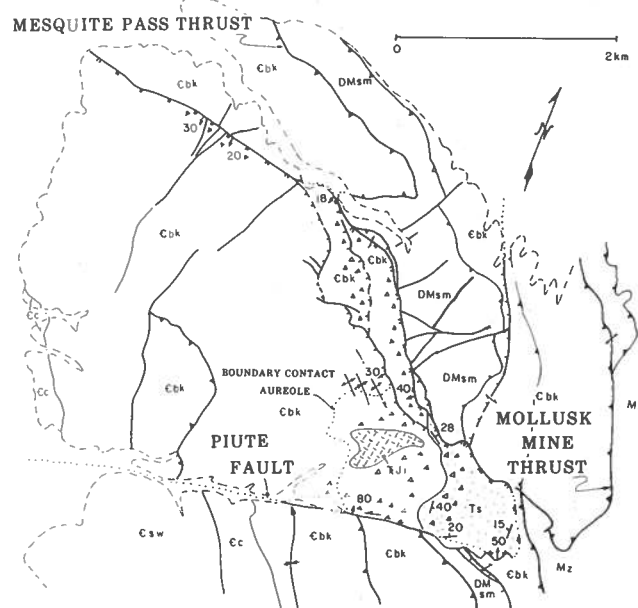 MESQUITE PASS THRUST
0
2km
N
Єbk
Єbk
DMsm
30
20
18
Єbk
Єbk
Єbk
Єbk
DMsm
Єc
Єc
Єbk
30
40
DMsm
BOUNDARY CONTACT
AUREOLE
Єbk
Єbk
28
MOLLUSK
MINE
THRUST
M
PIUTE
FAULT
80
40
20
Ts
15
50
Єsw
Єc
Єbk
Єbk
DM
sm
Єbk
Mz